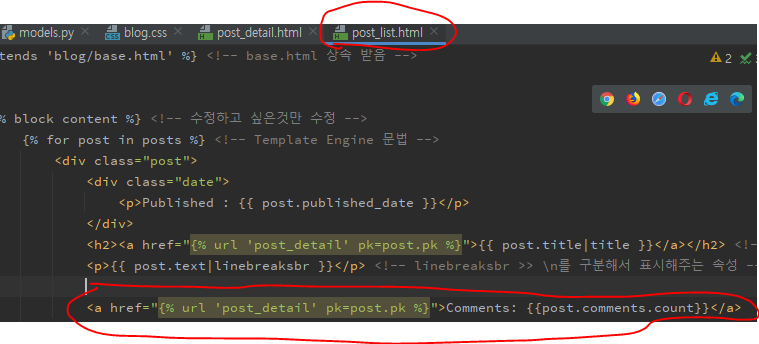 models.py blog.css post_detail.html post_list.html
tends 'blog/base.html' %} <!-- base.html 상속 받음 -->
2
% block content %} <!-- 수정하고 싶은것만 수정 -->
{% for post in posts %} <!-- Template Engine 문법 -->
<div class="post">
<div class="date">
<p>Published : {{ post.published_date }}</p>
</div>
<h2><a href="{% url 'post_detail' pk=post.pk %}">{{ post.title|title }}</a></h2> <!-
<p>{{ post.text|linebreaksbr }}</p> <!-- linebreaksbr >> \n를 구분해서 표시해주는 속성 --
<a href="{% url 'post_detail' pk=post.pk %}">Comments: {{post.comments.count}}</a>